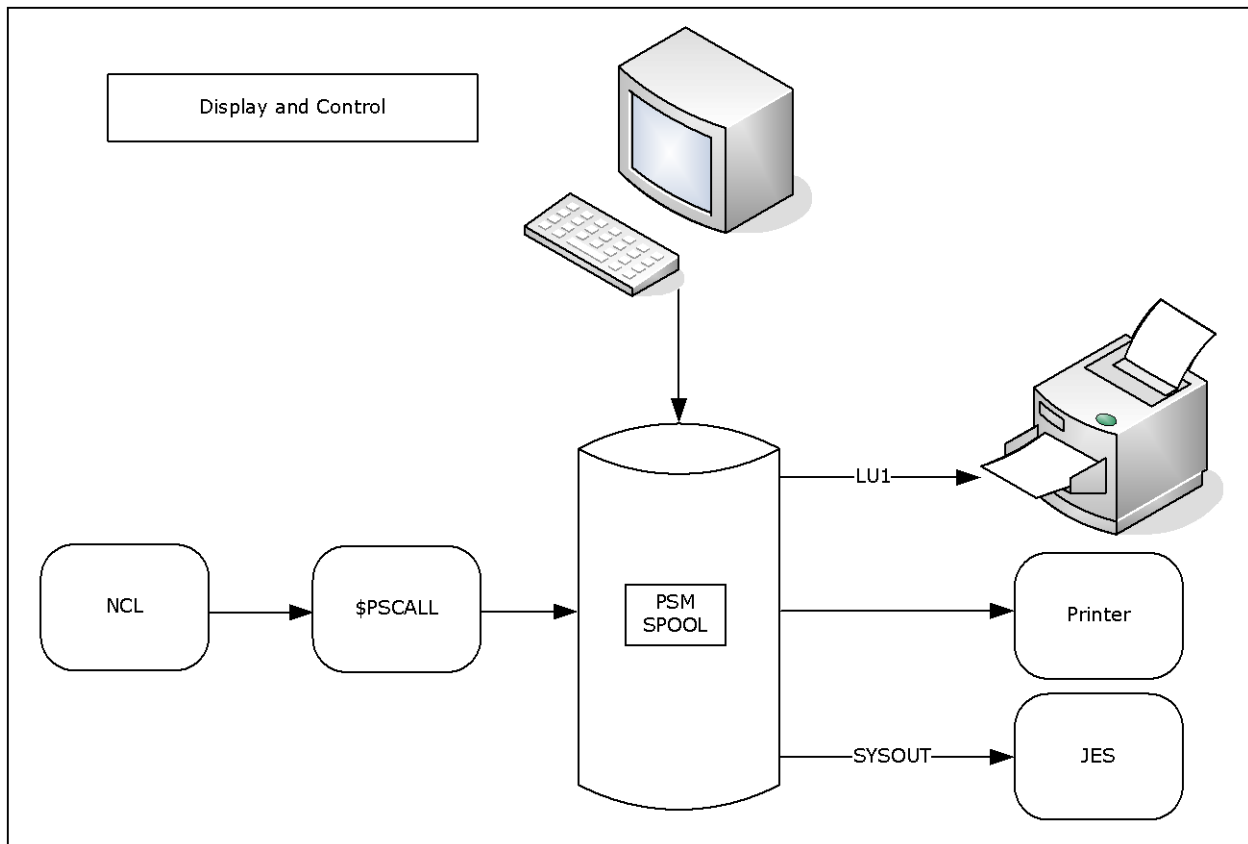 Display and Control
LU1
NCL
$PSCALL
PSM
SPOOL
Printer
SYSOUT
JES